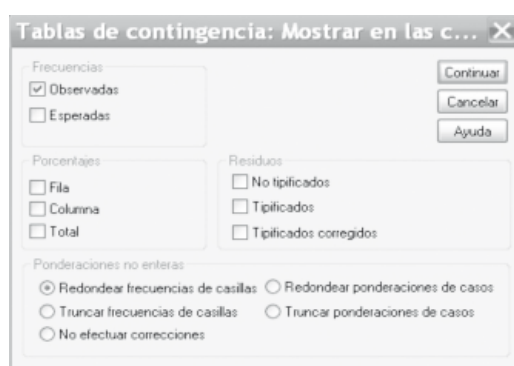 Tablas de contingencia: Mostrar en las c...
Frecuencias
Observadas
Esperadas
Continuar
Cancelar
Ayuda
Porcentajes
Fila
Columna
Total
Residuos
No tipificados
Tipificados
Tipificados corregidos
Ponderaciones no enteras
Redondear frecuencias de casillas
Redondear ponderaciones de casos
Truncar frecuencias de casillas
Truncar ponderaciones de casos
No efectuar correcciones